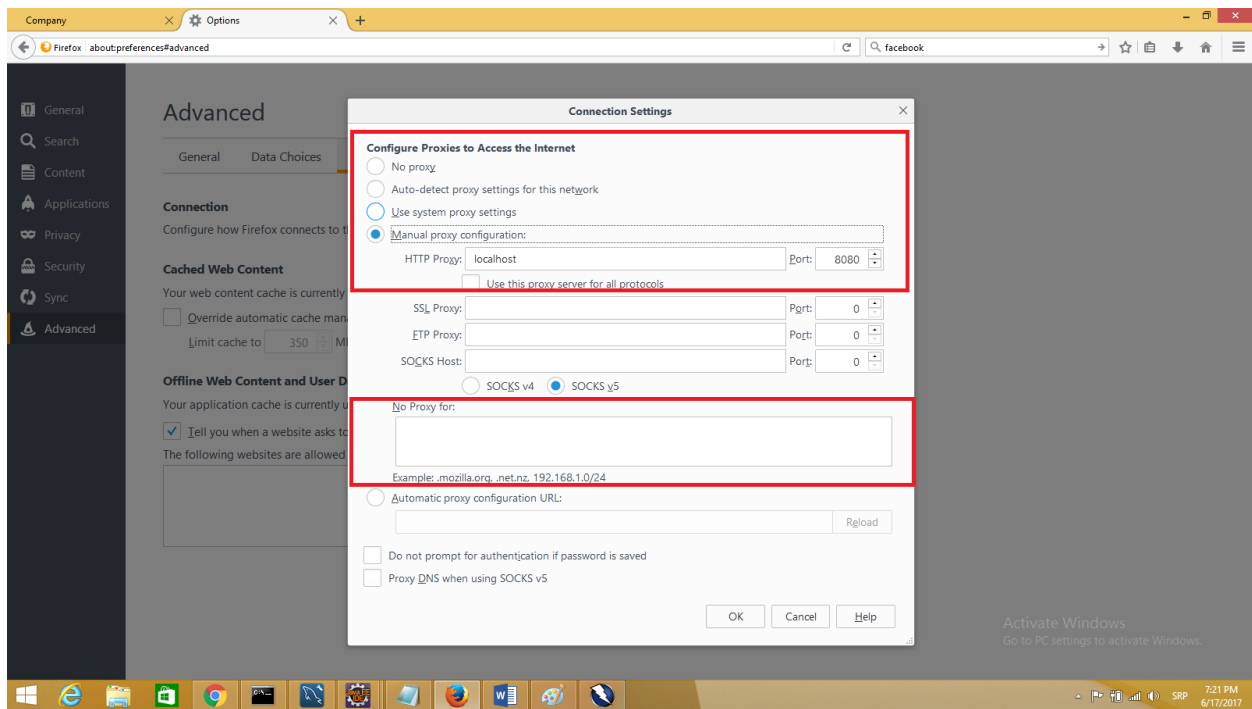 Company
Options
Firefox about:preferences#advanced
facebook
General
Search
Content
Applications
Privacy
Security
Sync
Advanced
Advanced
General Data Choices
Connection
Configure how Firefox connects to t
Cached Web Content
Your web content cache is currently
Override automatic cache man
Limit cache to 350 M
Offline Web Content and User D
Your application cache is currently u
Tell you when a website asks to
The following websites are allowed
Connection Settings
Configure Proxies to Access the Internet
No proxy
Auto-detect proxy settings for this network
Use system proxy settings
Manual proxy configuration:
HTTP Proxy: localhost Port: 8080
Use this proxy server for all protocols
SSL Proxy: Port: 0
FTP Proxy: Port: 0
SOCKS Host: Port: 0
SOCKS v4 SOCKS v5
No Proxy for:
Example: .mozilla.org, .net.nz, 192.168.1.0/24
Automatic proxy configuration URL:
Reload
Do not prompt for authentication if password is saved
Proxy DNS when using SOCKS v5
OK Cancel Help
Activate Windows
Go to PC settings to activate Windows.
SRP 7:21 PM
6/17/2017